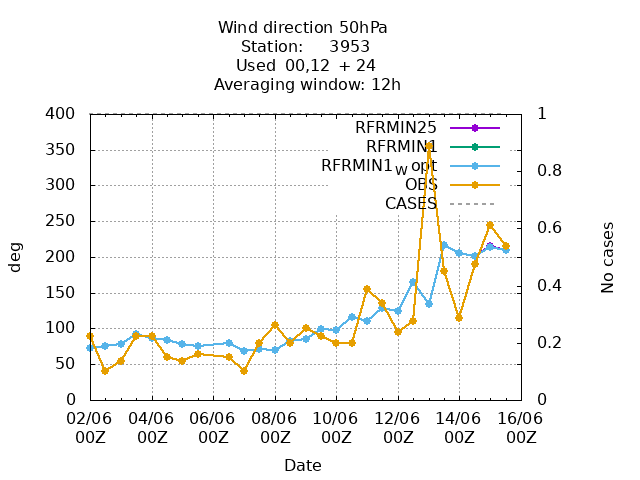 Wind direction 50hPa
Station: 3953
Used 00,12 + 24
Averaging window: 12h
400 1
350
300
250
200
150
100
50
0
0.8
0.6
0.4
0.2
0
deg
No cases
RFRMIN25
RFRMIN1
RFRMIN1w opt
OBS
CASES
02/06 04/06 06/06 08/06 10/06 12/06 14/06 16/06
00Z 00Z 00Z 00Z 00Z 00Z 00Z 00Z
Date